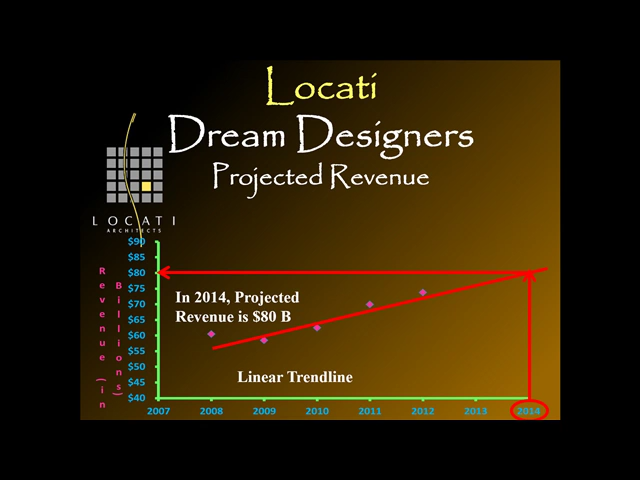 Locati
Dream Designers
Projected Revenue
LOCATI
ARCHITECTS
$90
$85
$80
$75
$70
$65
$60
$55
$50
$45
$40
Revenue (in
Billions)
In 2014, Projected
Revenue is $80 B
Linear Trendline
2007 2008 2009 2010 2011 2012 2013 2014